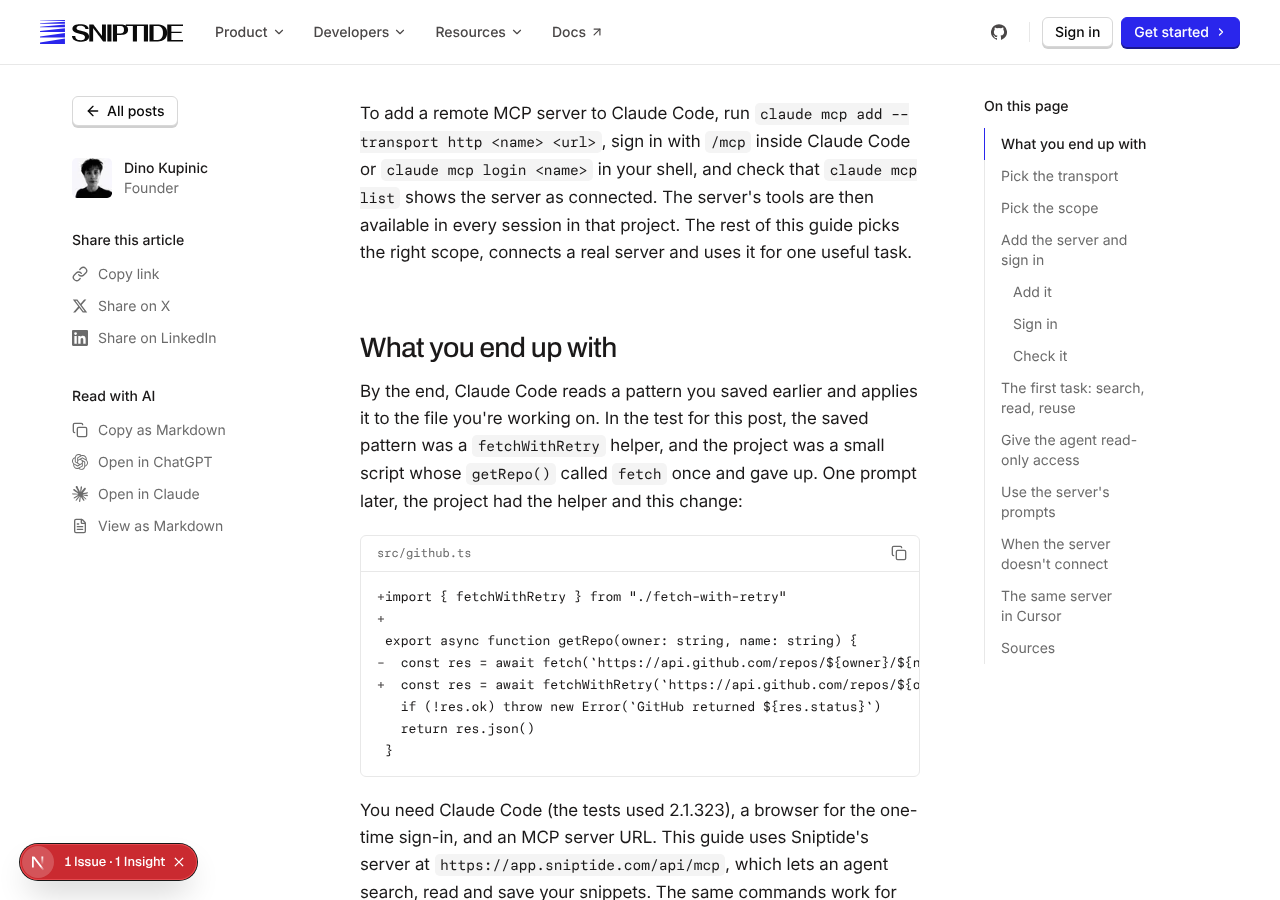 SNIPTIDE
Product
Developers
Resources
Docs
Sign in
Get started
All posts
Dino Kupinic
Founder
Share this article
Copy link
Share on X
Share on LinkedIn
Read with AI
Copy as Markdown
Open in ChatGPT
Open in Claude
View as Markdown
To add a remote MCP server to Claude Code, run claude mcp add --
transport http <name> <url>, sign in with /mcp inside Claude Code
or claude mcp login <name> in your shell, and check that claude mcp
list shows the server as connected. The server's tools are then
available in every session in that project. The rest of this guide picks
the right scope, connects a real server and uses it for one useful task.
What you end up with
By the end, Claude Code reads a pattern you saved earlier and applies
it to the file you're working on. In the test for this post, the saved
pattern was a fetchWithRetry helper, and the project was a small
script whose getRepo() called fetch once and gave up. One prompt
later, the project had the helper and this change:
src/github.ts
+import { fetchWithRetry } from "./fetch-with-retry"
+
 export async function getRepo(owner: string, name: string) {
-  const res = await fetch(`https://api.github.com/repos/${owner}/${n
+  const res = await fetchWithRetry(`https://api.github.com/repos/${o
   if (!res.ok) throw new Error(`GitHub returned ${res.status}`)
   return res.json()
 }
You need Claude Code (the tests used 2.1.323), a browser for the one-
time sign-in, and an MCP server URL. This guide uses Sniptide's
server at https://app.sniptide.com/api/mcp, which lets an agent
search, read and save your snippets. The same commands work for
On this page
What you end up with
Pick the transport
Pick the scope
Add the server and
sign in
Add it
Sign in
Check it
The first task: search,
read, reuse
Give the agent read-
only access
Use the server's
prompts
When the server
doesn't connect
The same server
in Cursor
Sources
N
1 Issue · 1 Insight